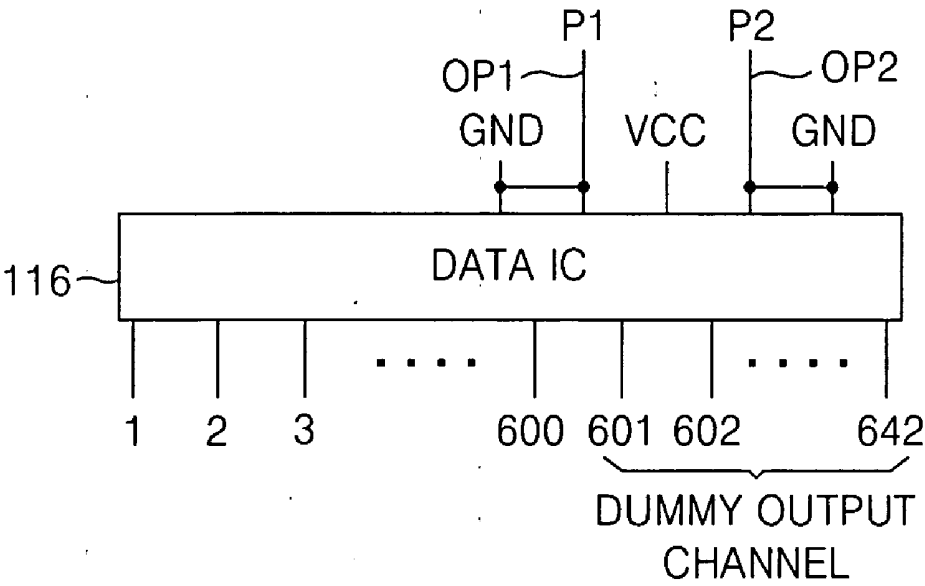 P1 P2
OP1 OP2
GND VCC GND
DATA IC
116
1 2 3 .... 600 601 602 .... 642
DUMMY OUTPUT
CHANNEL